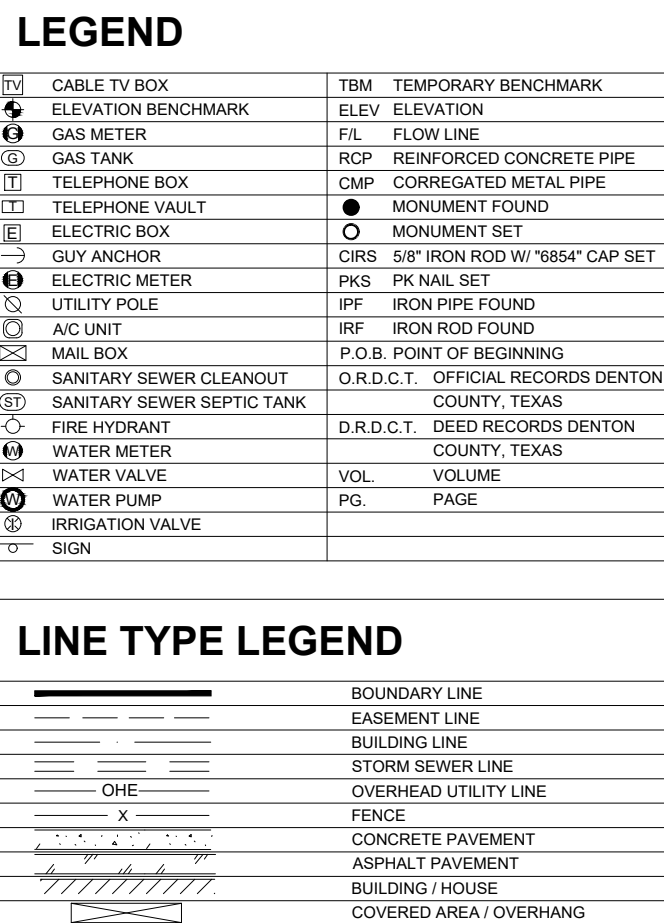 LEGEND
TV CABLE TV BOX
ELEVATION BENCHMARK
G GAS METER
G GAS TANK
T TELEPHONE BOX
T TELEPHONE VAULT
E ELECTRIC BOX
GUY ANCHOR
E ELECTRIC METER
UTILITY POLE
A/C UNIT
MAIL BOX
SANITARY SEWER CLEANOUT
ST SANITARY SEWER SEPTIC TANK
FIRE HYDRANT
W WATER METER
WATER VALVE
W WATER PUMP
IRRIGATION VALVE
SIGN
TBM TEMPORARY BENCHMARK
ELEV ELEVATION
F/L FLOW LINE
RCP REINFORCED CONCRETE PIPE
CMP CORREGATED METAL PIPE
MONUMENT FOUND
MONUMENT SET
CIRS 5/8" IRON ROD W/ "6854" CAP SET
PKS PK NAIL SET
IPF IRON PIPE FOUND
IRF IRON ROD FOUND
P.O.B. POINT OF BEGINNING
O.R.D.C.T. OFFICIAL RECORDS DENTON
COUNTY, TEXAS
D.R.D.C.T. DEED RECORDS DENTON
COUNTY, TEXAS
VOL. VOLUME
PG. PAGE
LINE TYPE LEGEND
BOUNDARY LINE
EASEMENT LINE
BUILDING LINE
STORM SEWER LINE
OHE OVERHEAD UTILITY LINE
X FENCE
CONCRETE PAVEMENT
ASPHALT PAVEMENT
BUILDING / HOUSE
COVERED AREA / OVERHANG